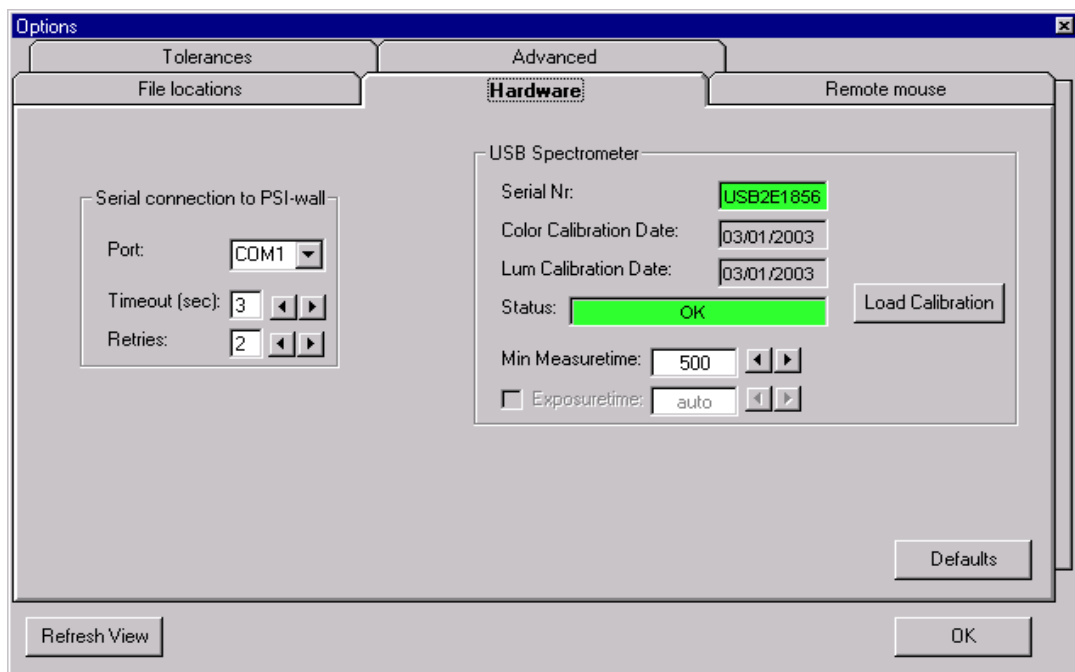 Options
Tolerances
Advanced
File locations
Hardware
Remote mouse
Serial connection to PSI-wall
Port:
COM1
Timeout (sec):
3
Retries:
2
USB Spectrometer
Serial Nr:
USB2E1856
Color Calibration Date:
03/01/2003
Lum Calibration Date:
03/01/2003
Status:
OK
Load Calibration
Min Measuretime:
500
Exposuretime:
auto
Defaults
Refresh View
OK